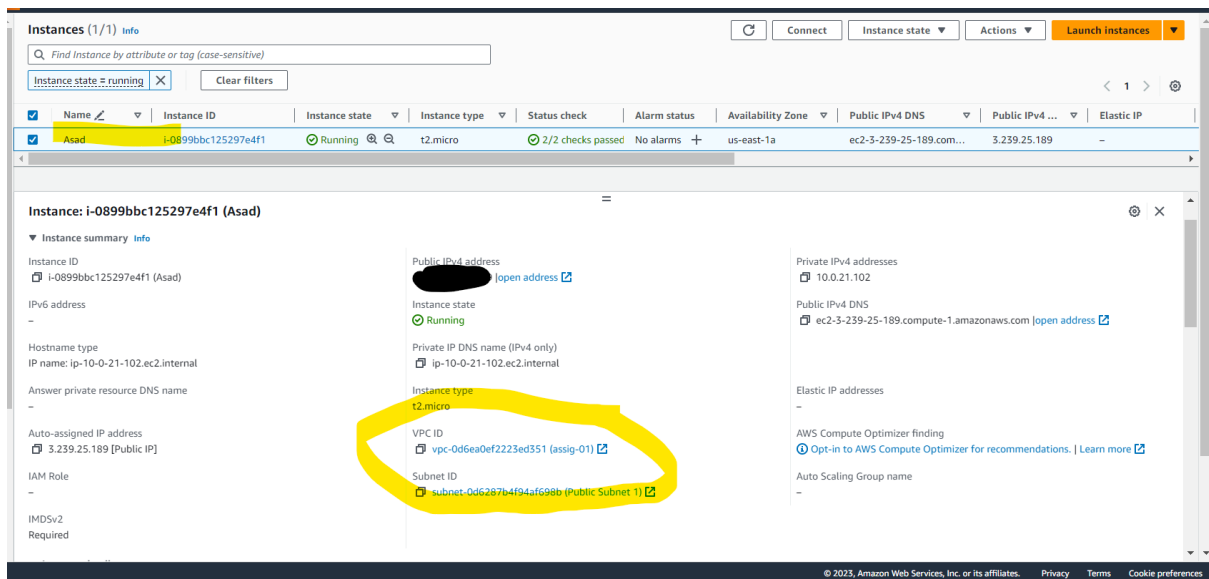 Instances (1/1) Info
Connect Instance state Actions Launch instances
Find Instance by attribute or tag (case-sensitive)
Instance state = running Clear filters
1
Name Instance ID Instance state Instance type Status check Alarm status Availability Zone Public IPv4 DNS Public IPv4 ... Elastic IP
Asad i-0899bbc125297e4f1 Running t2.micro 2/2 checks passed No alarms + us-east-1a ec2-3-239-25-189.com... 3.239.25.189 –
Instance: i-0899bbc125297e4f1 (Asad)
Instance summary Info
Instance ID
i-0899bbc125297e4f1 (Asad)
Public IPv4 address
|open address
Private IPv4 addresses
10.0.21.102
IPv6 address
–
Instance state
Running
Public IPv4 DNS
ec2-3-239-25-189.compute-1.amazonaws.com |open address
Hostname type
IP name: ip-10-0-21-102.ec2.internal
Private IP DNS name (IPv4 only)
ip-10-0-21-102.ec2.internal
Answer private resource DNS name
–
Instance type
t2.micro
Elastic IP addresses
–
Auto-assigned IP address
3.239.25.189 [Public IP]
VPC ID
vpc-0d6ea0ef2223ed351 (assig-01)
AWS Compute Optimizer finding
Opt-in to AWS Compute Optimizer for recommendations. | Learn more
IAM Role
–
Subnet ID
subnet-0d6287b4f94af698b (Public Subnet 1)
Auto Scaling Group name
–
IMDSv2
Required
© 2023, Amazon Web Services, Inc. or its affiliates. Privacy Terms Cookie preferences